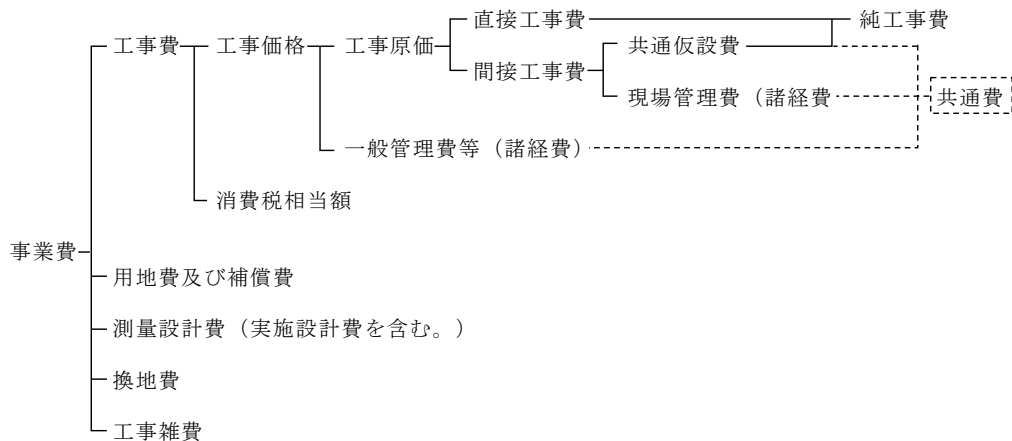 直接工事費
純工事費
工事費
工事価格
工事原価
共通仮設費
間接工事費
現場管理費（諸経費
共通費
一般管理費等（諸経費）
消費税相当額
事業費
用地費及び補償費
測量設計費（実施設計費を含む。）
換地費
工事雑費